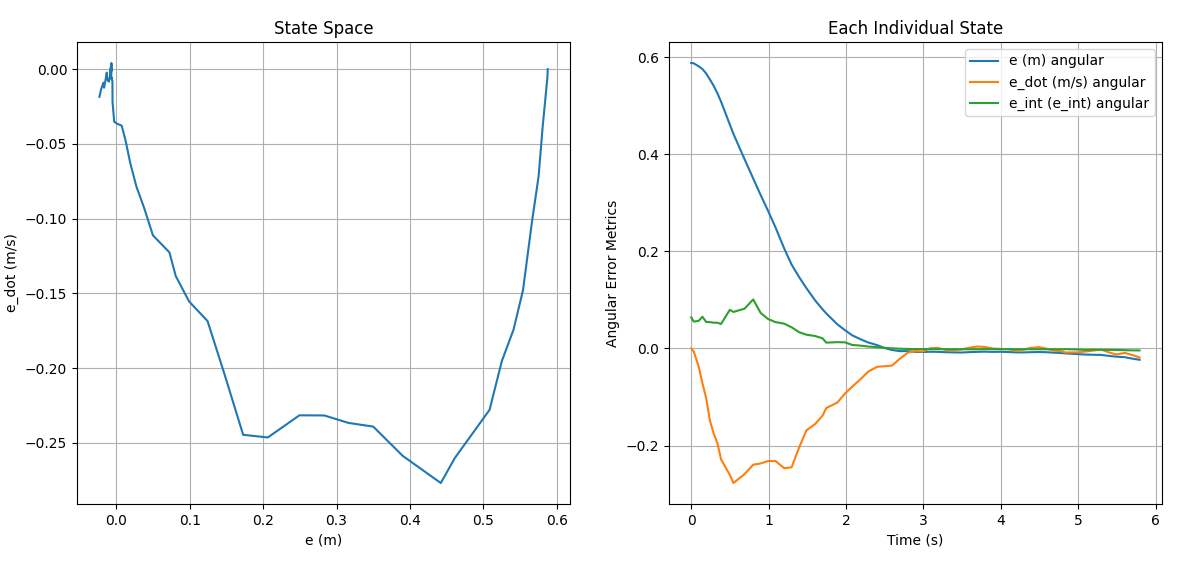 State Space
0.00
−0.05
−0.10
−0.15
−0.20
−0.25
e_dot (m/s)
0.0 0.1 0.2 0.3 0.4 0.5 0.6
e (m)
Each Individual State
e (m) angular
e_dot (m/s) angular
e_int (e_int) angular
0.6
0.4
0.2
0.0
−0.2
Angular Error Metrics
0 1 2 3 4 5 6
Time (s)